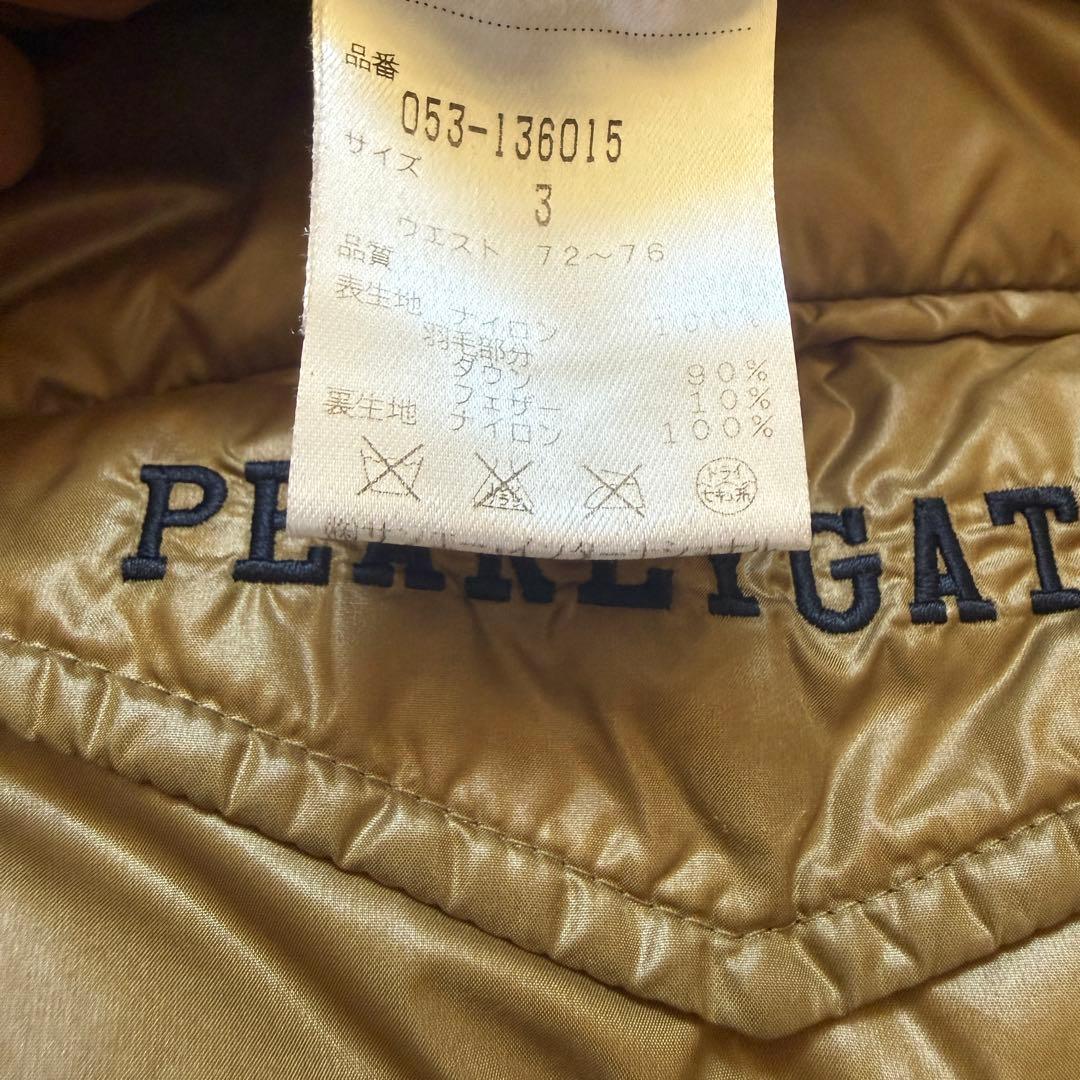 品番
053-136015
サイズ
3
ウエスト 72~76
品質
表生地 ナイロン 100%
羽毛部分
ダウン 90%
フェザー 10%
裏生地 ナイロン 100%
ドライ
セキユ系
PEARLYGAT